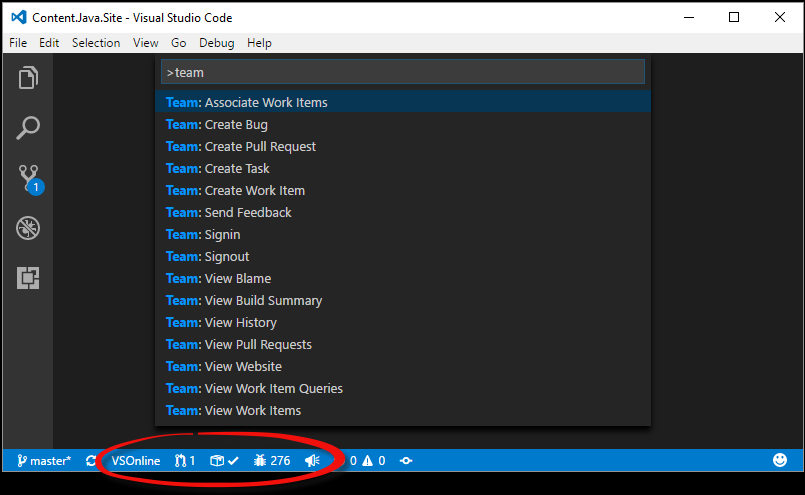 Content.Java.Site - Visual Studio Code
File Edit Selection View Go Debug Help
>team
Team: Associate Work Items
Team: Create Bug
Team: Create Pull Request
Team: Create Task
Team: Create Work Item
Team: Send Feedback
Team: Signin
Team: Signout
Team: View Blame
Team: View Build Summary
Team: View History
Team: View Pull Requests
Team: View Website
Team: View Work Item Queries
Team: View Work Items
1
master* VSOnline 1 276 0 0